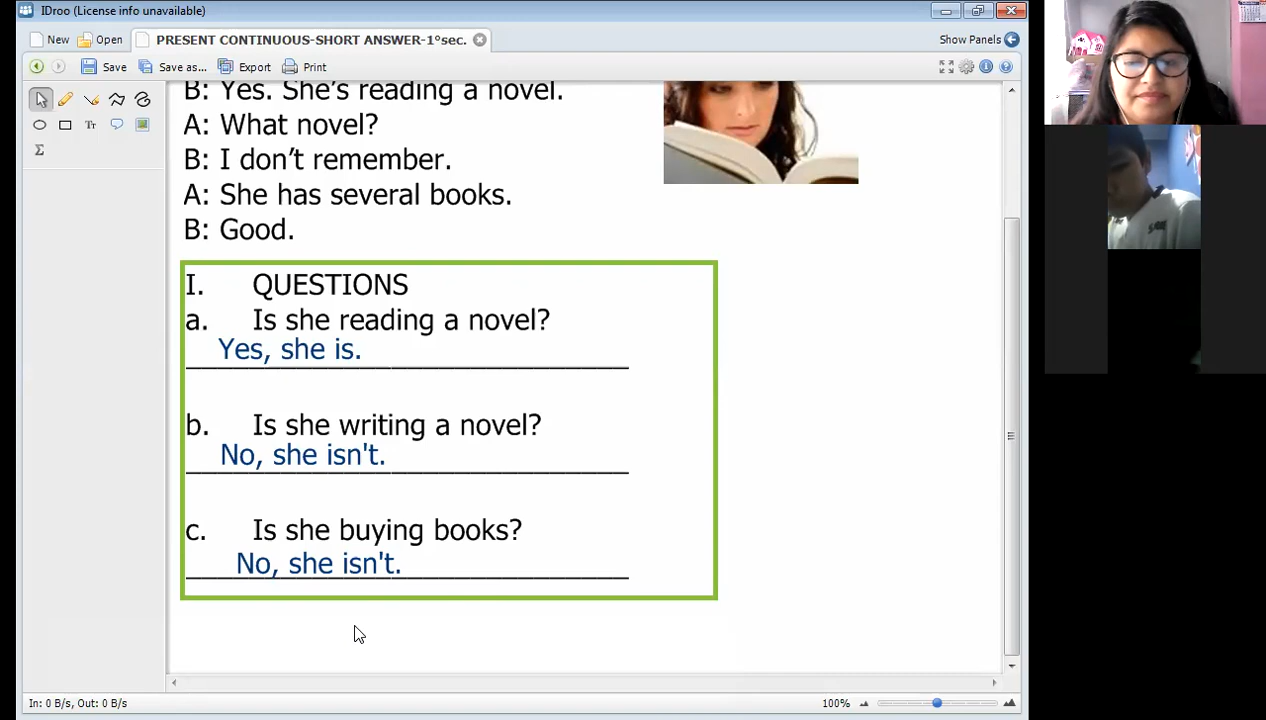 IDroo (License info unavailable)
New Open PRESENT CONTINUOUS-SHORT ANSWER-1°sec. Show Panels
Save Save as... Export Print
B: Yes. She's reading a novel.
A: What novel?
B: I don't remember.
A: She has several books.
B: Good.
I. QUESTIONS
a. Is she reading a novel?
Yes, she is.
b. Is she writing a novel?
No, she isn't.
c. Is she buying books?
No, she isn't.
In: 0 B/s, Out: 0 B/s
100%